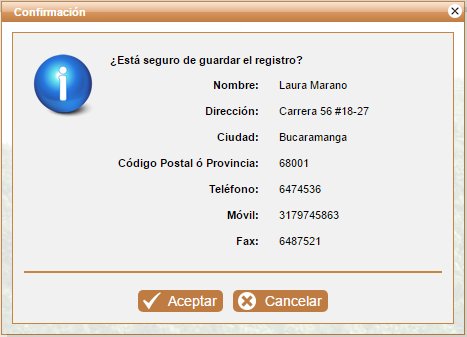 Confirmación
¿Está seguro de guardar el registro?
Nombre: Laura Marano
Dirección: Carrera 56 #18-27
Ciudad: Bucaramanga
Código Postal ó Provincia: 68001
Teléfono: 6474536
Móvil: 3179745863
Fax: 6487521
Aceptar Cancelar